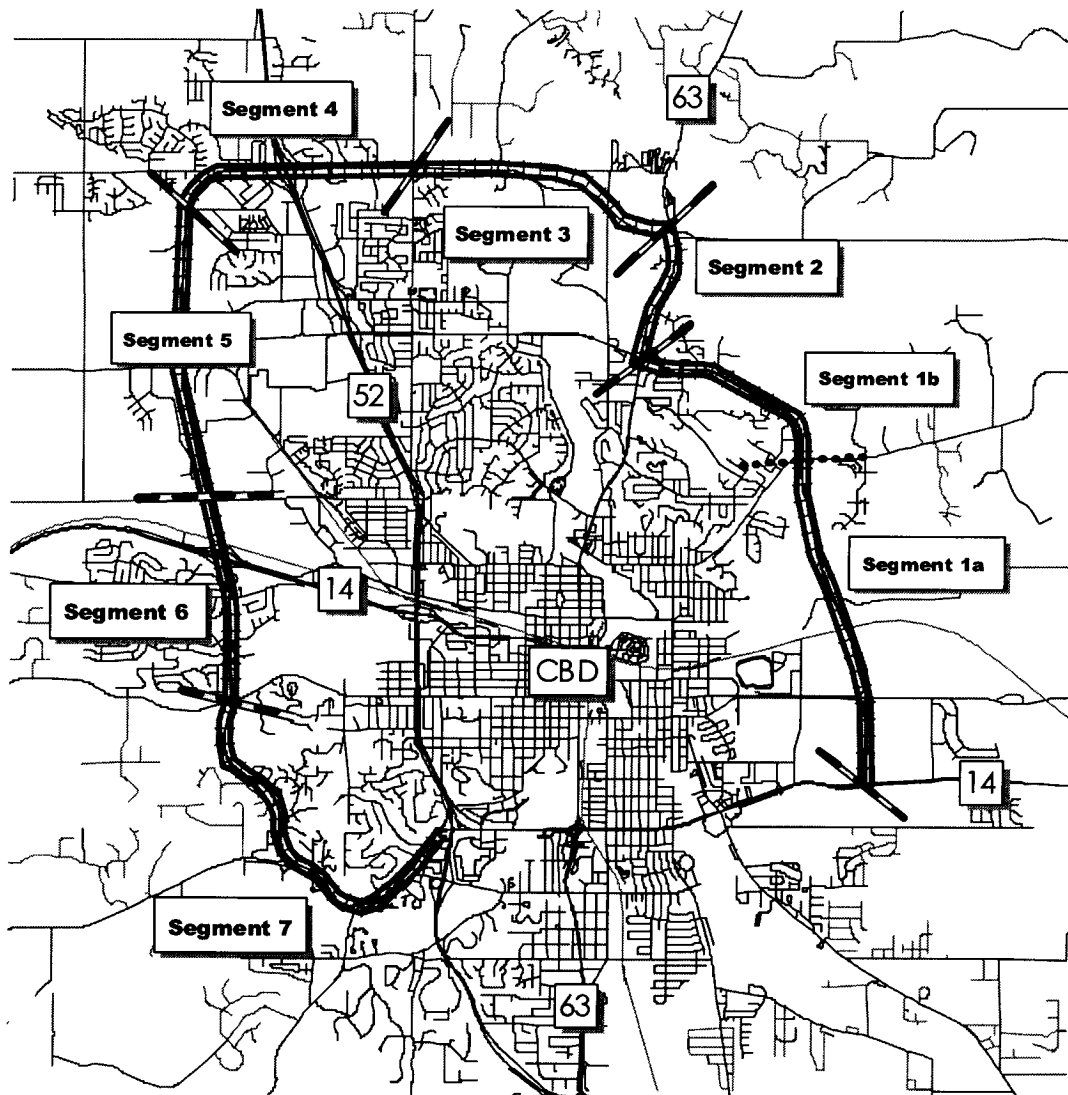 Segment 4
63
Segment 3
Segment 2
Segment 5
Segment 1b
52
Segment 1a
14
Segment 6
CBD
14
Segment 7
63